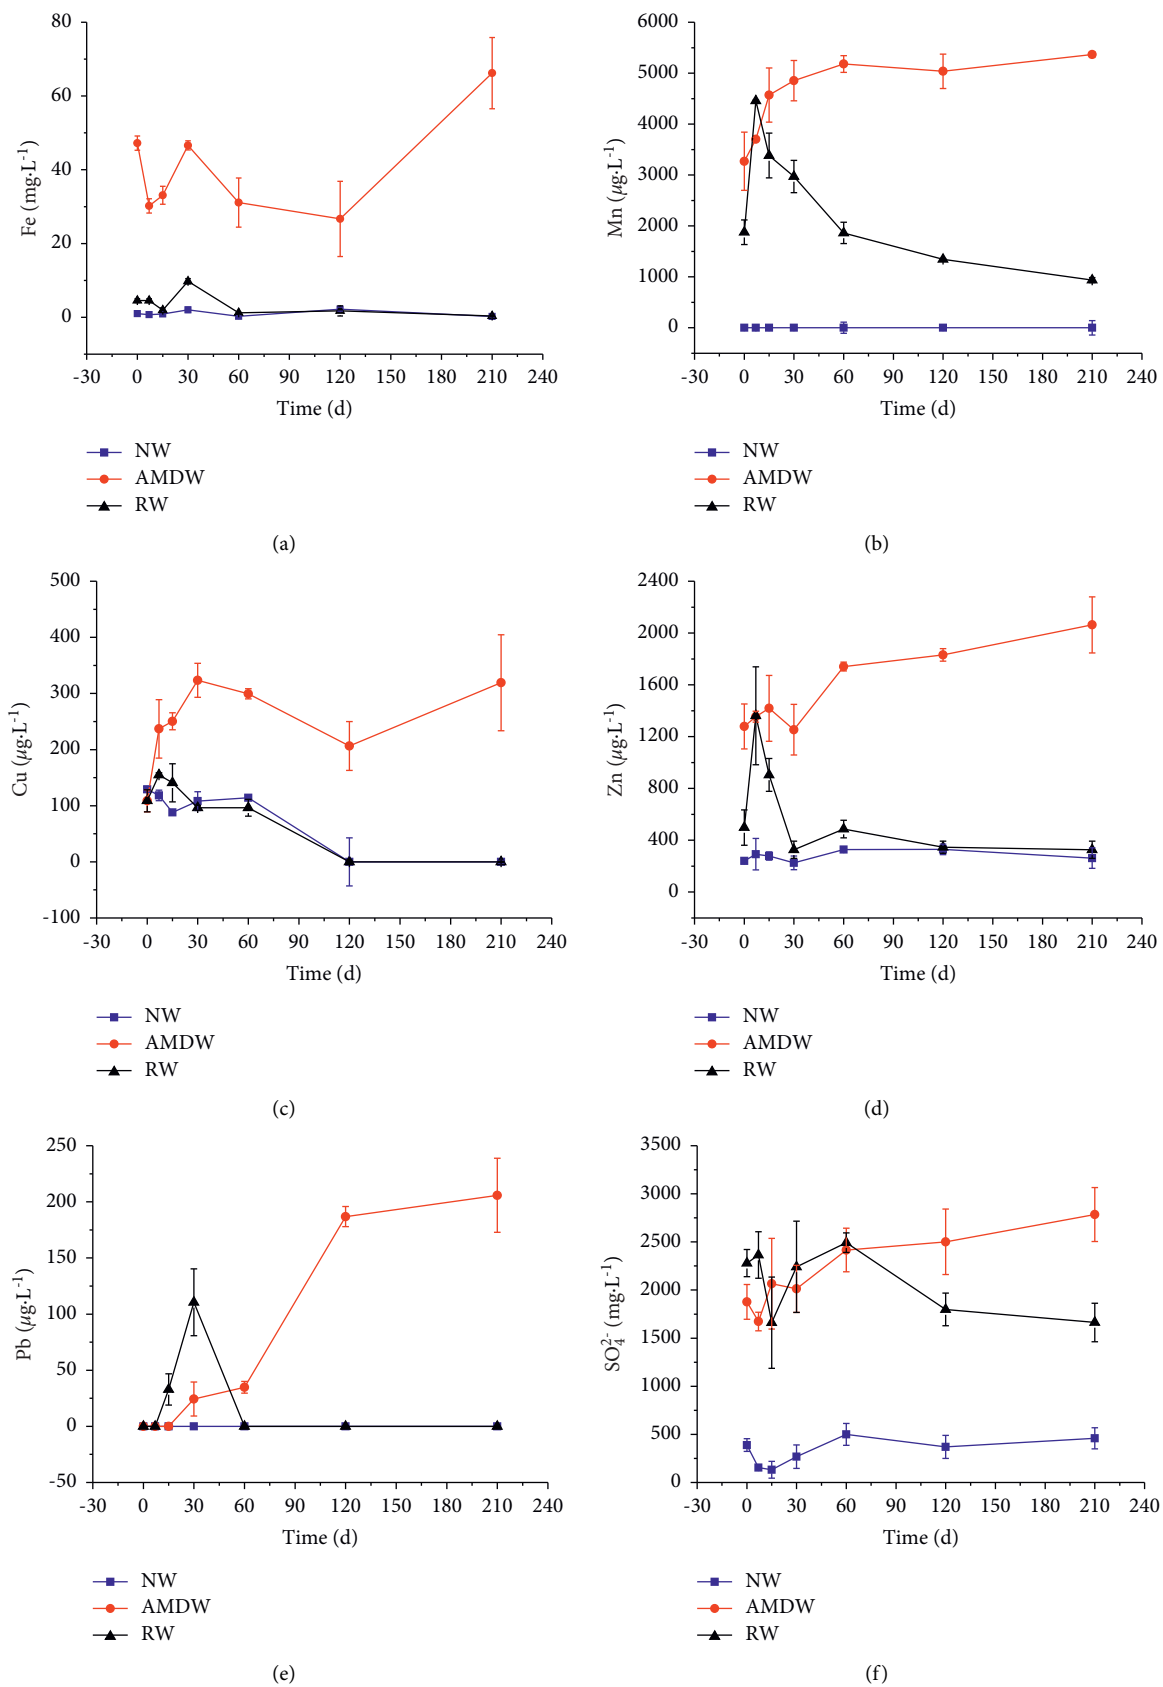 80
60
40
20
0
Fe (mg·L⁻¹)
-30 0 30 60 90 120 150 180 210 240
Time (d)
NW
AMDW
RW
(a)
6000
5000
4000
3000
2000
1000
0
Mn (μg·L⁻¹)
-30 0 30 60 90 120 150 180 210 240
Time (d)
NW
AMDW
RW
(b)
500
400
300
200
100
0
-100
Cu (μg·L⁻¹)
-30 0 30 60 90 120 150 180 210 240
Time (d)
NW
AMDW
RW
(c)
2400
2000
1600
1200
800
400
0
Zn (μg·L⁻¹)
-30 0 30 60 90 120 150 180 210 240
Time (d)
NW
AMDW
RW
(d)
250
200
150
100
50
0
-50
Pb (μg·L⁻¹)
-30 0 30 60 90 120 150 180 210 240
Time (d)
NW
AMDW
RW
(e)
3500
3000
2500
2000
1500
1000
500
0
SO₄²⁻ (mg·L⁻¹)
-30 0 30 60 90 120 150 180 210 240
Time (d)
NW
AMDW
RW
(f)